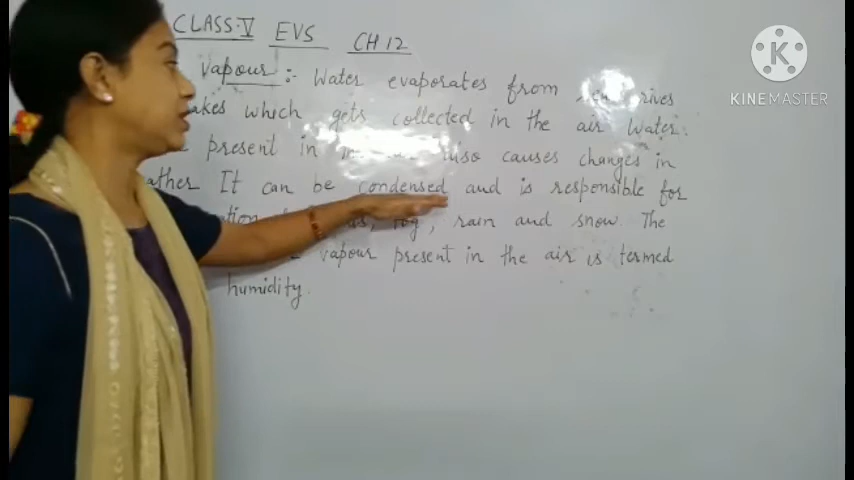 CLASS-V EVS CH 12
vapour :- Water evaporates from rives
which gets collected in the air Water
present in also causes changes in
It can be condensed and is responsible for
fog, rain and snow. The
vapour present in the air is termed
humidity.
K
KINEMASTER